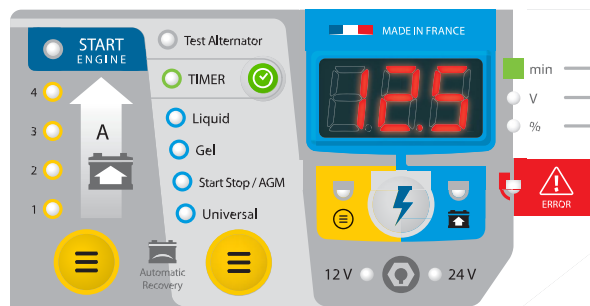 START
ENGINE
Test Alternator
MADE IN FRANCE
TIMER
12.5
min
V
%
4
3
2
1
A
Liquid
Gel
Start Stop / AGM
Universal
ERROR
Automatic
Recovery
12 V
24 V